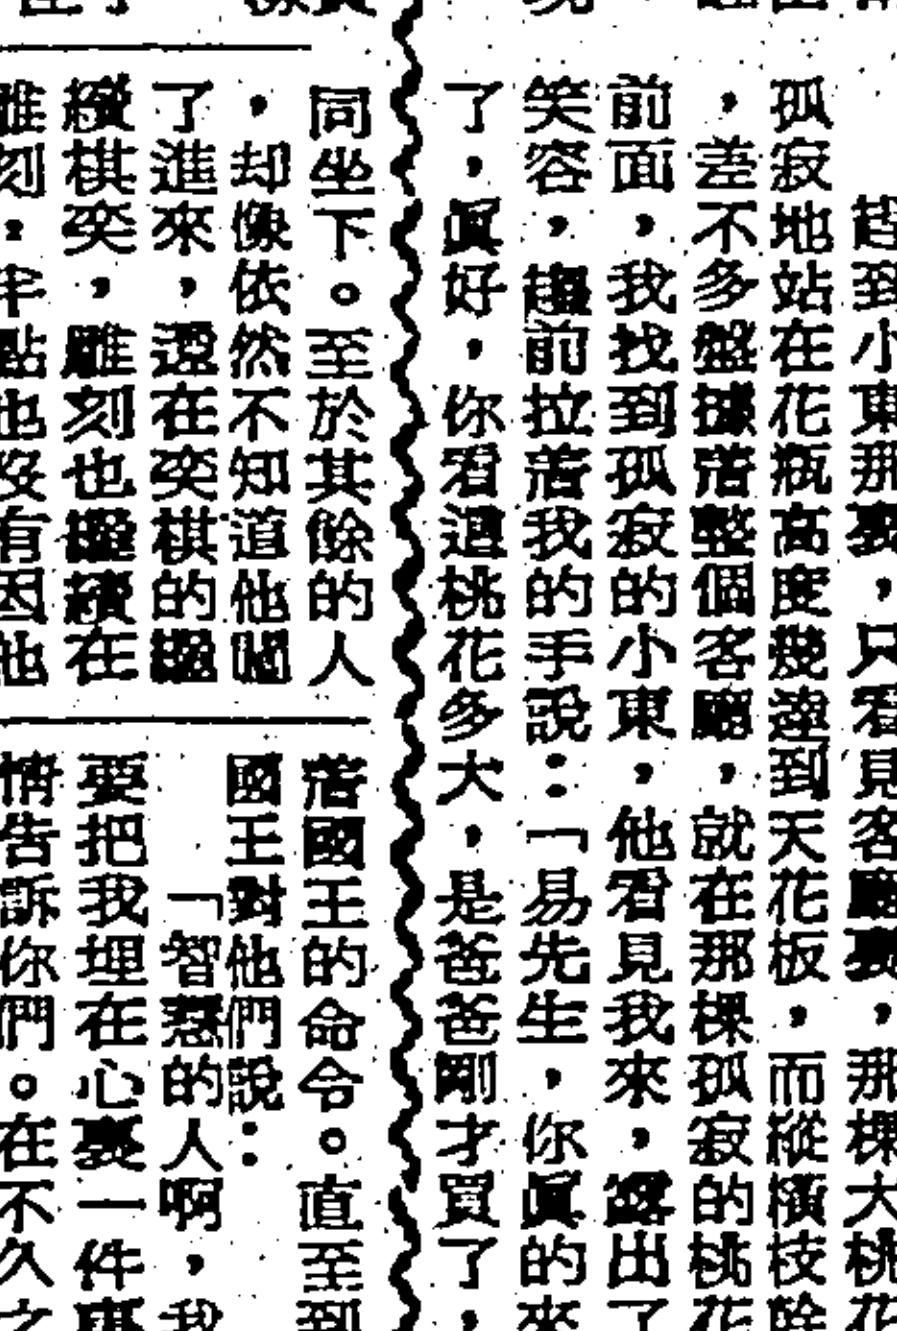 趕到小東那裏，只看見客廳裏，那棵大桃花
孤寂地站在花瓶高度幾達到天花板，而縱橫枝幹
，差不多盤據着整個客廳，就在那棵孤寂的桃花
前面，我找到孤寂的小東，他看見我來，露出了
笑容，趨前拉着我的手說：「易先生，你眞的來
了，眞好，你看這桃花多大，是爸爸剛才買了，
同坐下。至於其餘的人
，却像依然不知道他闖
了進來，還在奕棋的繼
續棋奕，雕刻也繼續在
雕刻，半點也沒有因他
着國王的命令。直至到
國王對他們說：
「智慧的人啊，我
要把我埋在心裏一件事
情告訴你們。在不久之